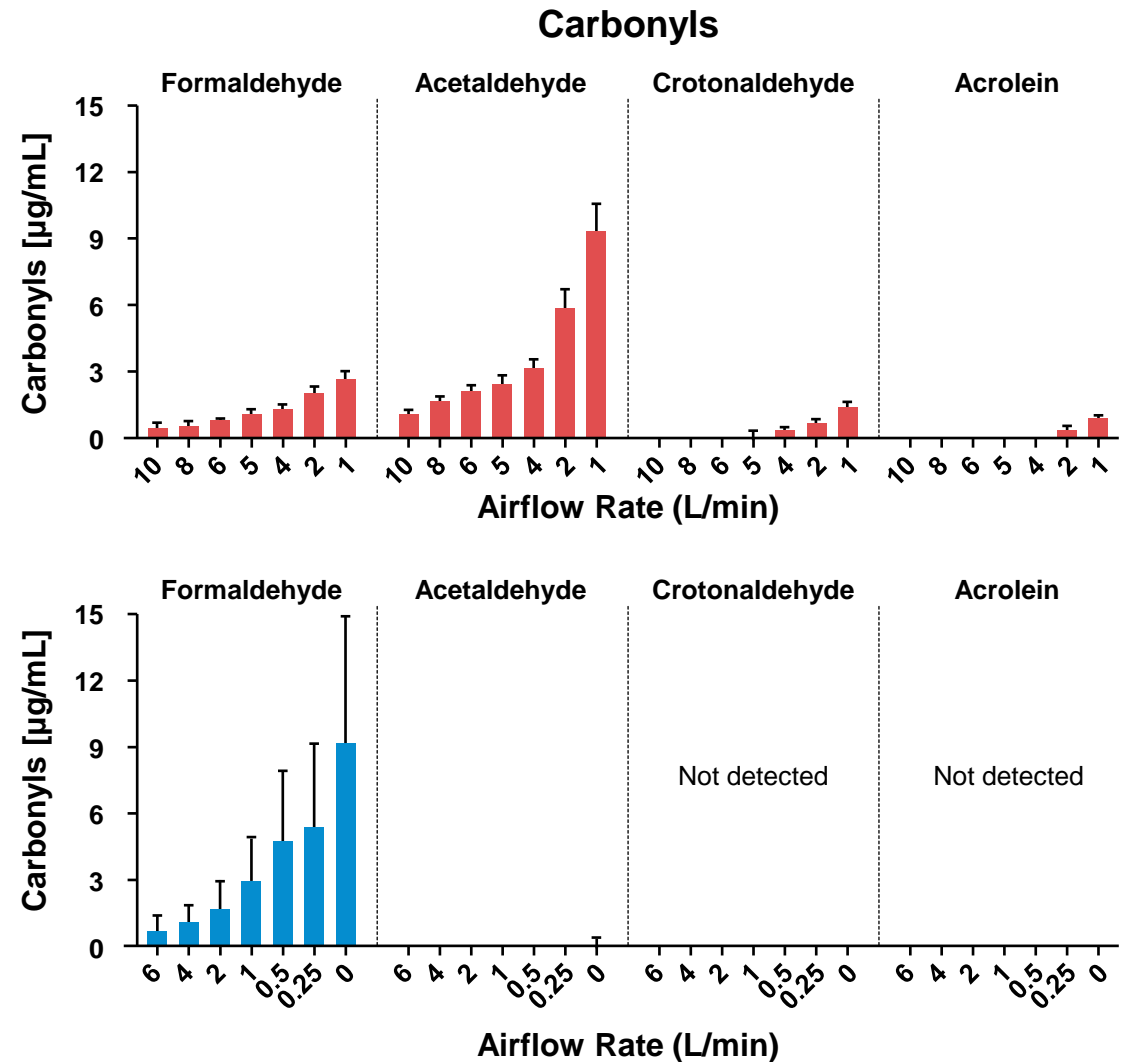 Carbonyls
Formaldehyde Acetaldehyde Crotonaldehyde Acrolein
Carbonyls [µg/mL]
15
12
9
6
3
0
10 8 6 5 4 2 1 10 8 6 5 4 2 1 10 8 6 5 4 2 1 10 8 6 5 4 2 1
Airflow Rate (L/min)
Formaldehyde Acetaldehyde Crotonaldehyde Acrolein
Carbonyls [µg/mL]
15
12
9
6
3
0
Not detected Not detected
6 4 2 1 0.5 0.25 0 6 4 2 1 0.5 0.25 0 6 4 2 1 0.5 0.25 0 6 4 2 1 0.5 0.25 0
Airflow Rate (L/min)